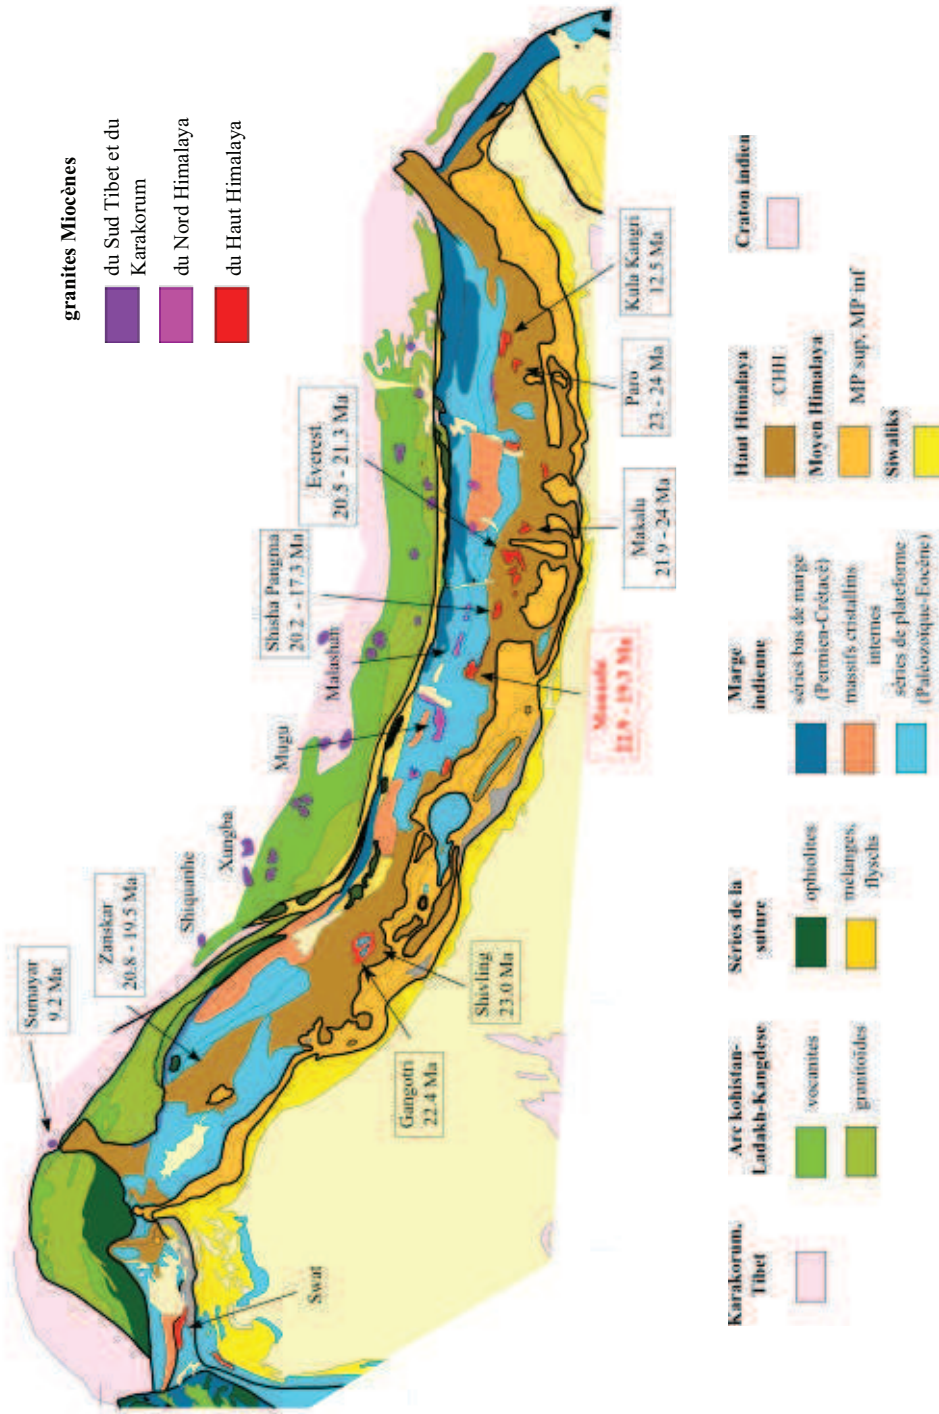 granites Miocènes
du Sud Tibet et du
Karakorum
du Nord Himalaya
du Haut Himalaya
Sumayar
9.2 Ma
Zanskar
20.8 - 19.5 Ma
Shiquanhe
Xungba
Mugu
Malashan
Shisha Pangma
20.2 - 17.3 Ma
Everest
20.5 - 21.3 Ma
Swat
Gangotri
22.4 Ma
Shivling
23.0 Ma
Manaslu
22.9 - 19.3 Ma
Makalu
21.9 - 24 Ma
Paro
23 - 24 Ma
Kula Kangri
12.5 Ma
Karakorum,
Tibet
Arc kohistan-
Ladakh-Kangdese
vocanites
granitoïdes
Séries de la
suture
ophiolites
mélanges,
flyschs
Marge
indienne
séries bas de marge
(Permien-Crétacé)
massifs cristallins
internes
séries de plateforme
(Paléozoïque-Eocène)
Haut Himalaya
CHH
Moyen Himalaya
MP sup, MP inf
Siwaliks
Craton indien